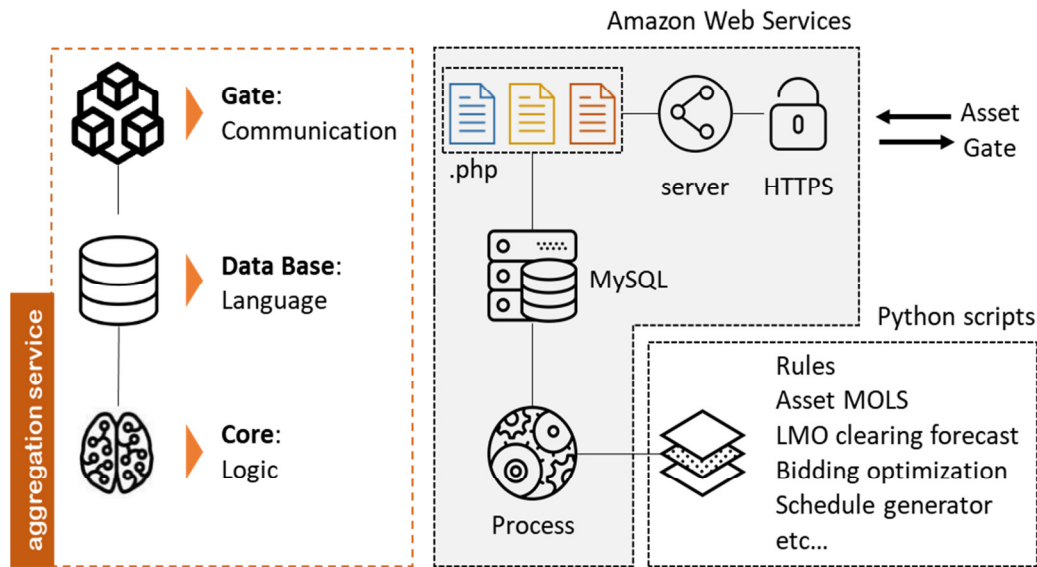 Amazon Web Services
Gate:
Communication
.php
server
HTTPS
Asset
Gate
Data Base:
Language
MySQL
aggregation service
Core:
Logic
Process
Python scripts
Rules
Asset MOLS
LMO clearing forecast
Bidding optimization
Schedule generator
etc...